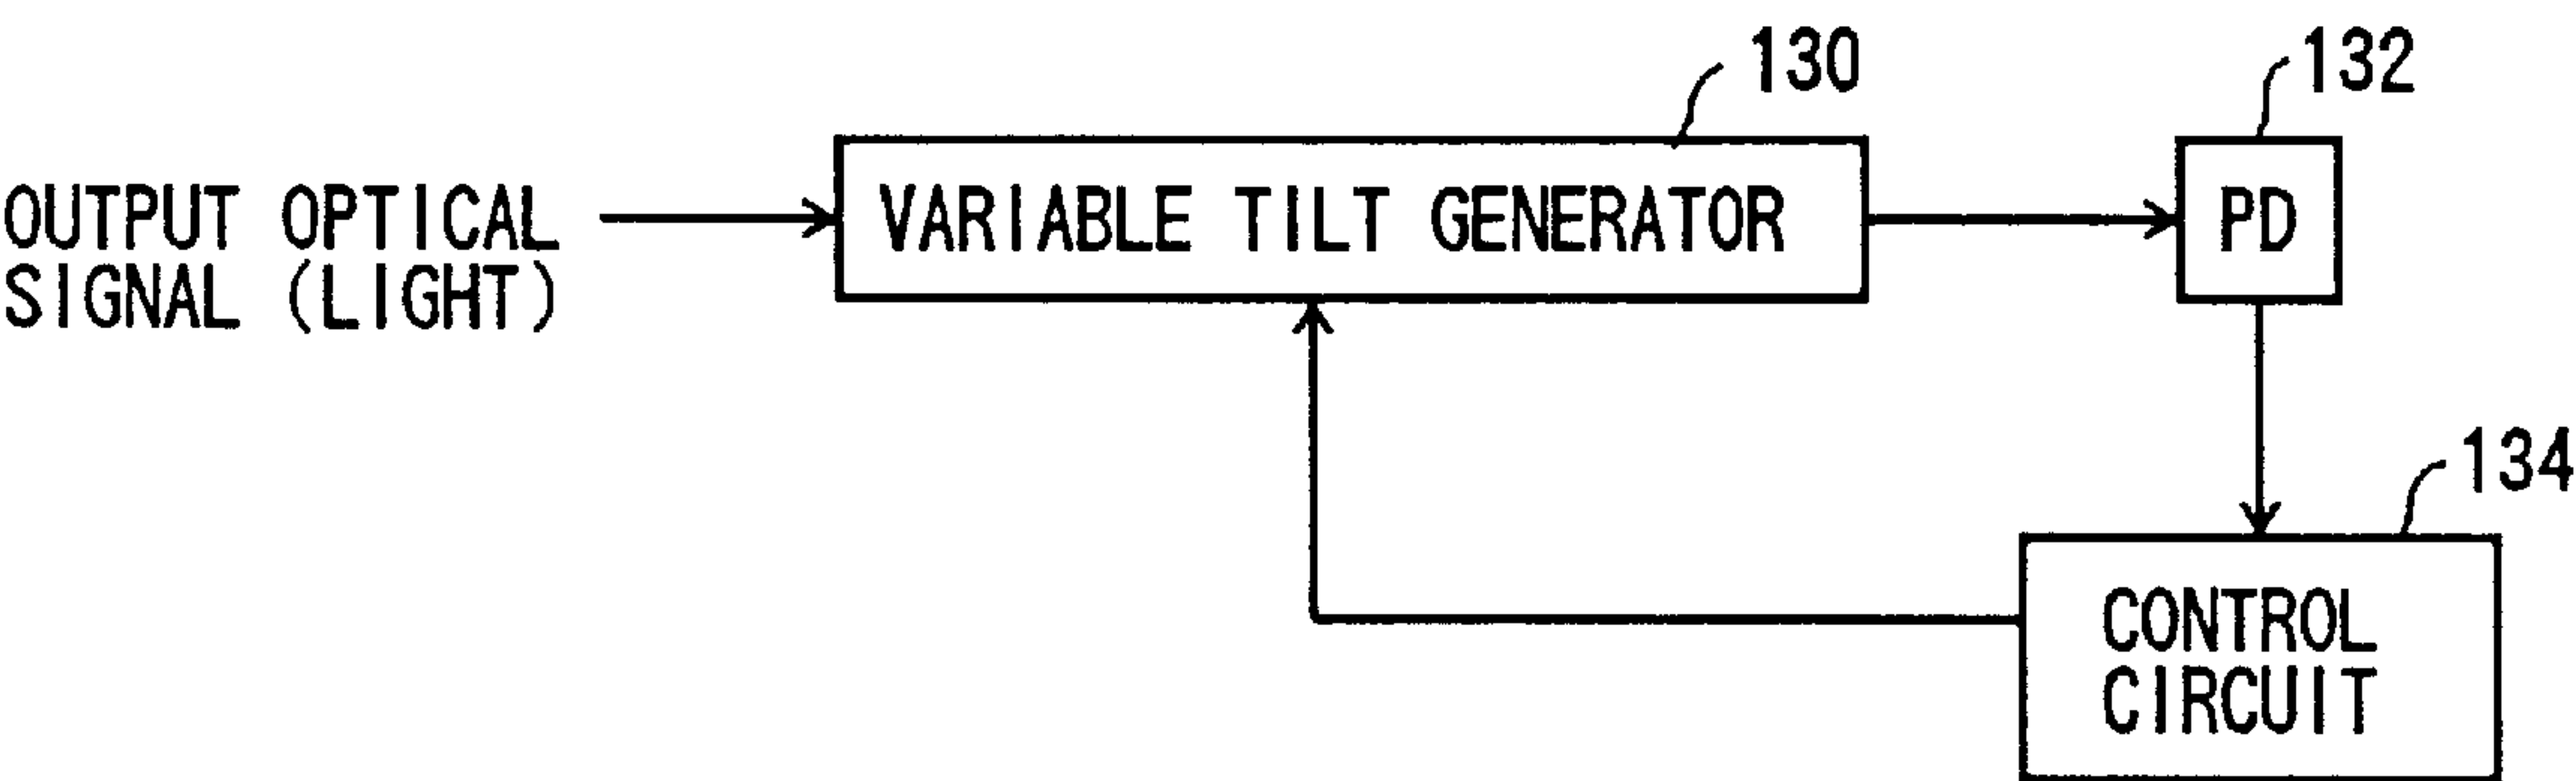 130
132
OUTPUT OPTICAL
SIGNAL (LIGHT)
VARIABLE TILT GENERATOR
PD
134
CONTROL
CIRCUIT